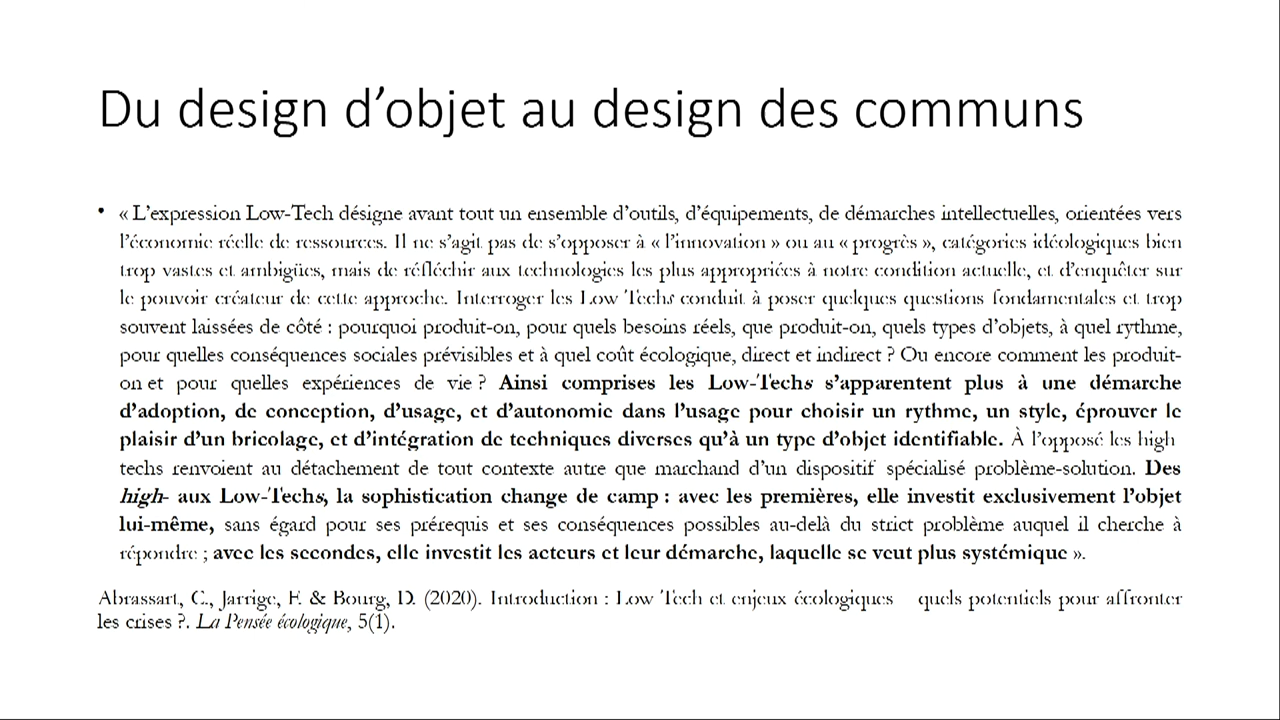 Du design d’objet au design des communs
• « L’expression Low-Tech désigne avant tout un ensemble d’outils, d’équipements, de démarches intellectuelles, orientées vers
l’économie réelle de ressources. Il ne s’agit pas de s’opposer à « l’innovation » ou au « progrès », catégories idéologiques bien
trop vastes et ambigües, mais de réfléchir aux technologies les plus appropriées à notre condition actuelle, et d’enquêter sur
le pouvoir créateur de cette approche. Interroger les Low Techs conduit à poser quelques questions fondamentales et trop
souvent laissées de côté : pourquoi produit-on, pour quels besoins réels, que produit-on, quels types d’objets, à quel rythme,
pour quelles conséquences sociales prévisibles et à quel coût écologique, direct et indirect ? Ou encore comment les produit-
on et pour quelles expériences de vie ? Ainsi comprises les Low-Techs s’apparentent plus à une démarche
d’adoption, de conception, d’usage, et d’autonomie dans l’usage pour choisir un rythme, un style, éprouver le
plaisir d’un bricolage, et d’intégration de techniques diverses qu’à un type d’objet identifiable. À l’opposé les high
techs renvoient au détachement de tout contexte autre que marchand d’un dispositif spécialisé problème-solution. Des
high- aux Low-Techs, la sophistication change de camp : avec les premières, elle investit exclusivement l’objet
lui-même, sans égard pour ses prérequis et ses conséquences possibles au-delà du strict problème auquel il cherche à
répondre ; avec les secondes, elle investit les acteurs et leur démarche, laquelle se veut plus systémique ».
Abrassart, C., Jarrige, F. & Bourg, D. (2020). Introduction : Low Tech et enjeux écologiques quels potentiels pour affronter
les crises ?. La Pensée écologique, 5(1).